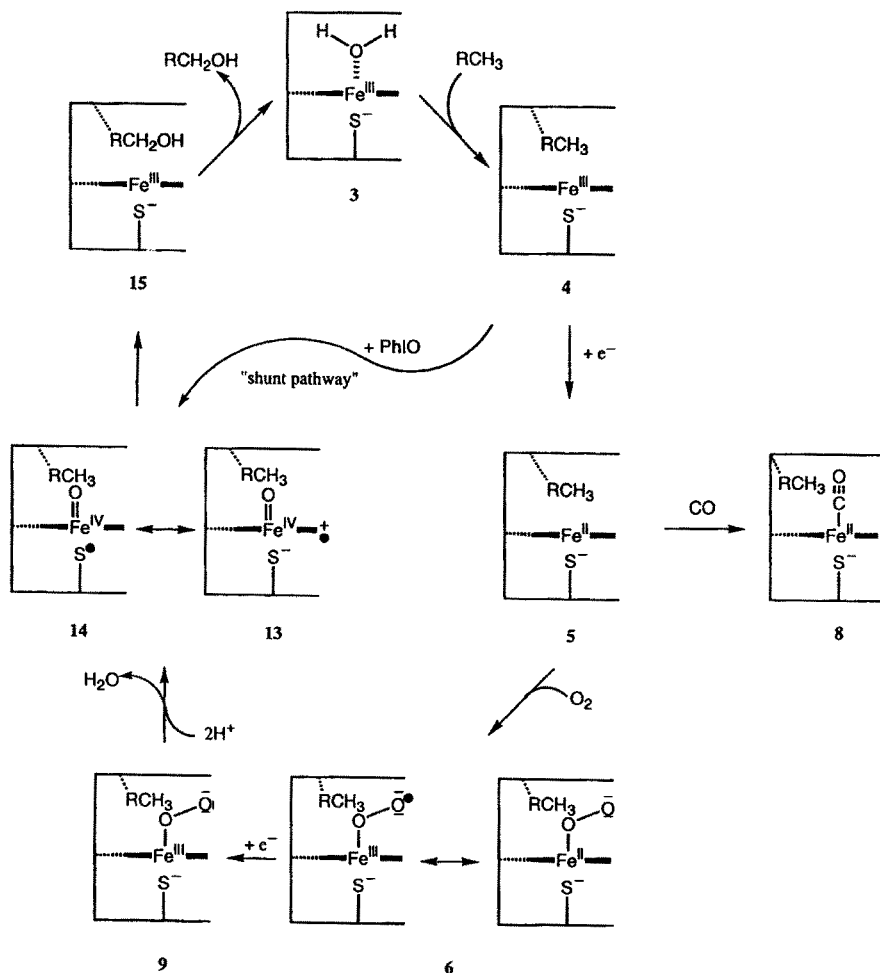 RCH₂OH
H H
O
Feᴵᴵᴵ
S⁻
3
RCH₃
RCH₂OH
Feᴵᴵᴵ
S⁻
15
RCH₃
Feᴵᴵᴵ
S⁻
4
+ PhIO
"shunt pathway"
+ e⁻
RCH₃
O
Feᴵⱽ
S•
14
RCH₃
O
Feᴵⱽ
+•
S⁻
13
RCH₃
Feᴵᴵ
S⁻
5
CO
RCH₃
O
C
Feᴵᴵ
S⁻
8
H₂O
2H⁺
O₂
RCH₃
O O⁻
Feᴵᴵᴵ
S⁻
9
+ e⁻
RCH₃
O O⁻•
Feᴵᴵᴵ
S⁻
RCH₃
O O
Feᴵᴵ
S⁻
6